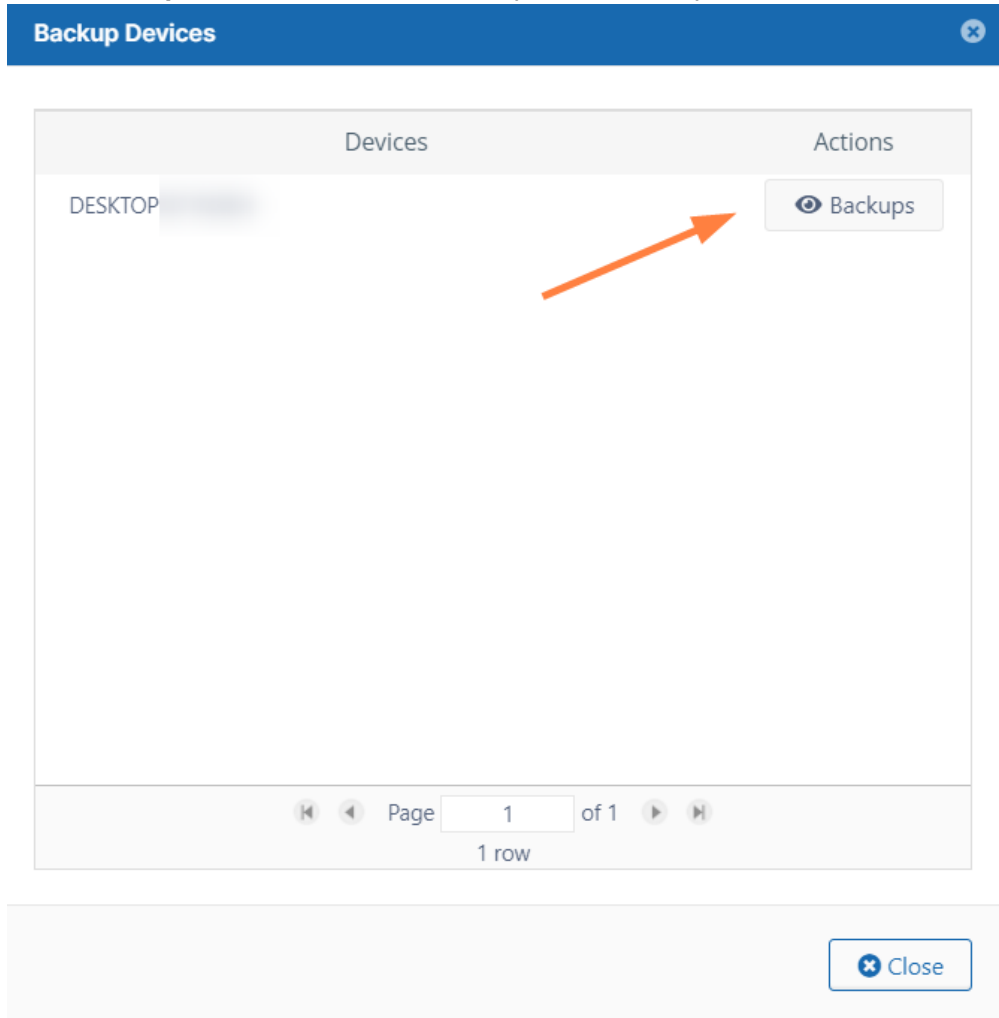 Backup Devices
Devices Actions
DESKTOP Backups
Page 1 of 1
1 row
Close